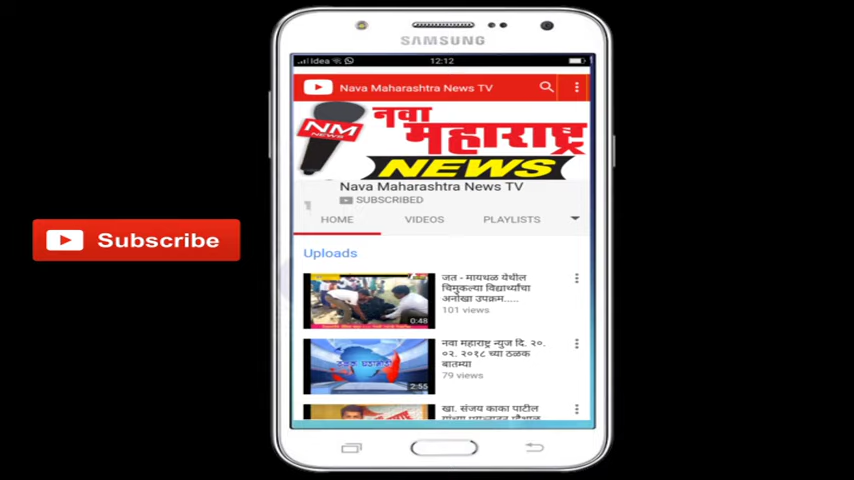 SAMSUNG
Idea
12:12
Nava Maharashtra News TV
NM
NEWS
नवा
महाराष्ट्र
NEWS
Nava Maharashtra News TV
SUBSCRIBED
HOME VIDEOS PLAYLISTS
Subscribe
Uploads
जत - मायथळ येथील
चिमुकल्या विद्यार्थ्यांचा
अनोखा उपक्रम.....
101 views
0:48
नवा महाराष्ट्र न्युज दि. २०.
०२. २०१८ च्या ठळक
बातम्या
79 views
2:55
खा. संजय काका पाटील